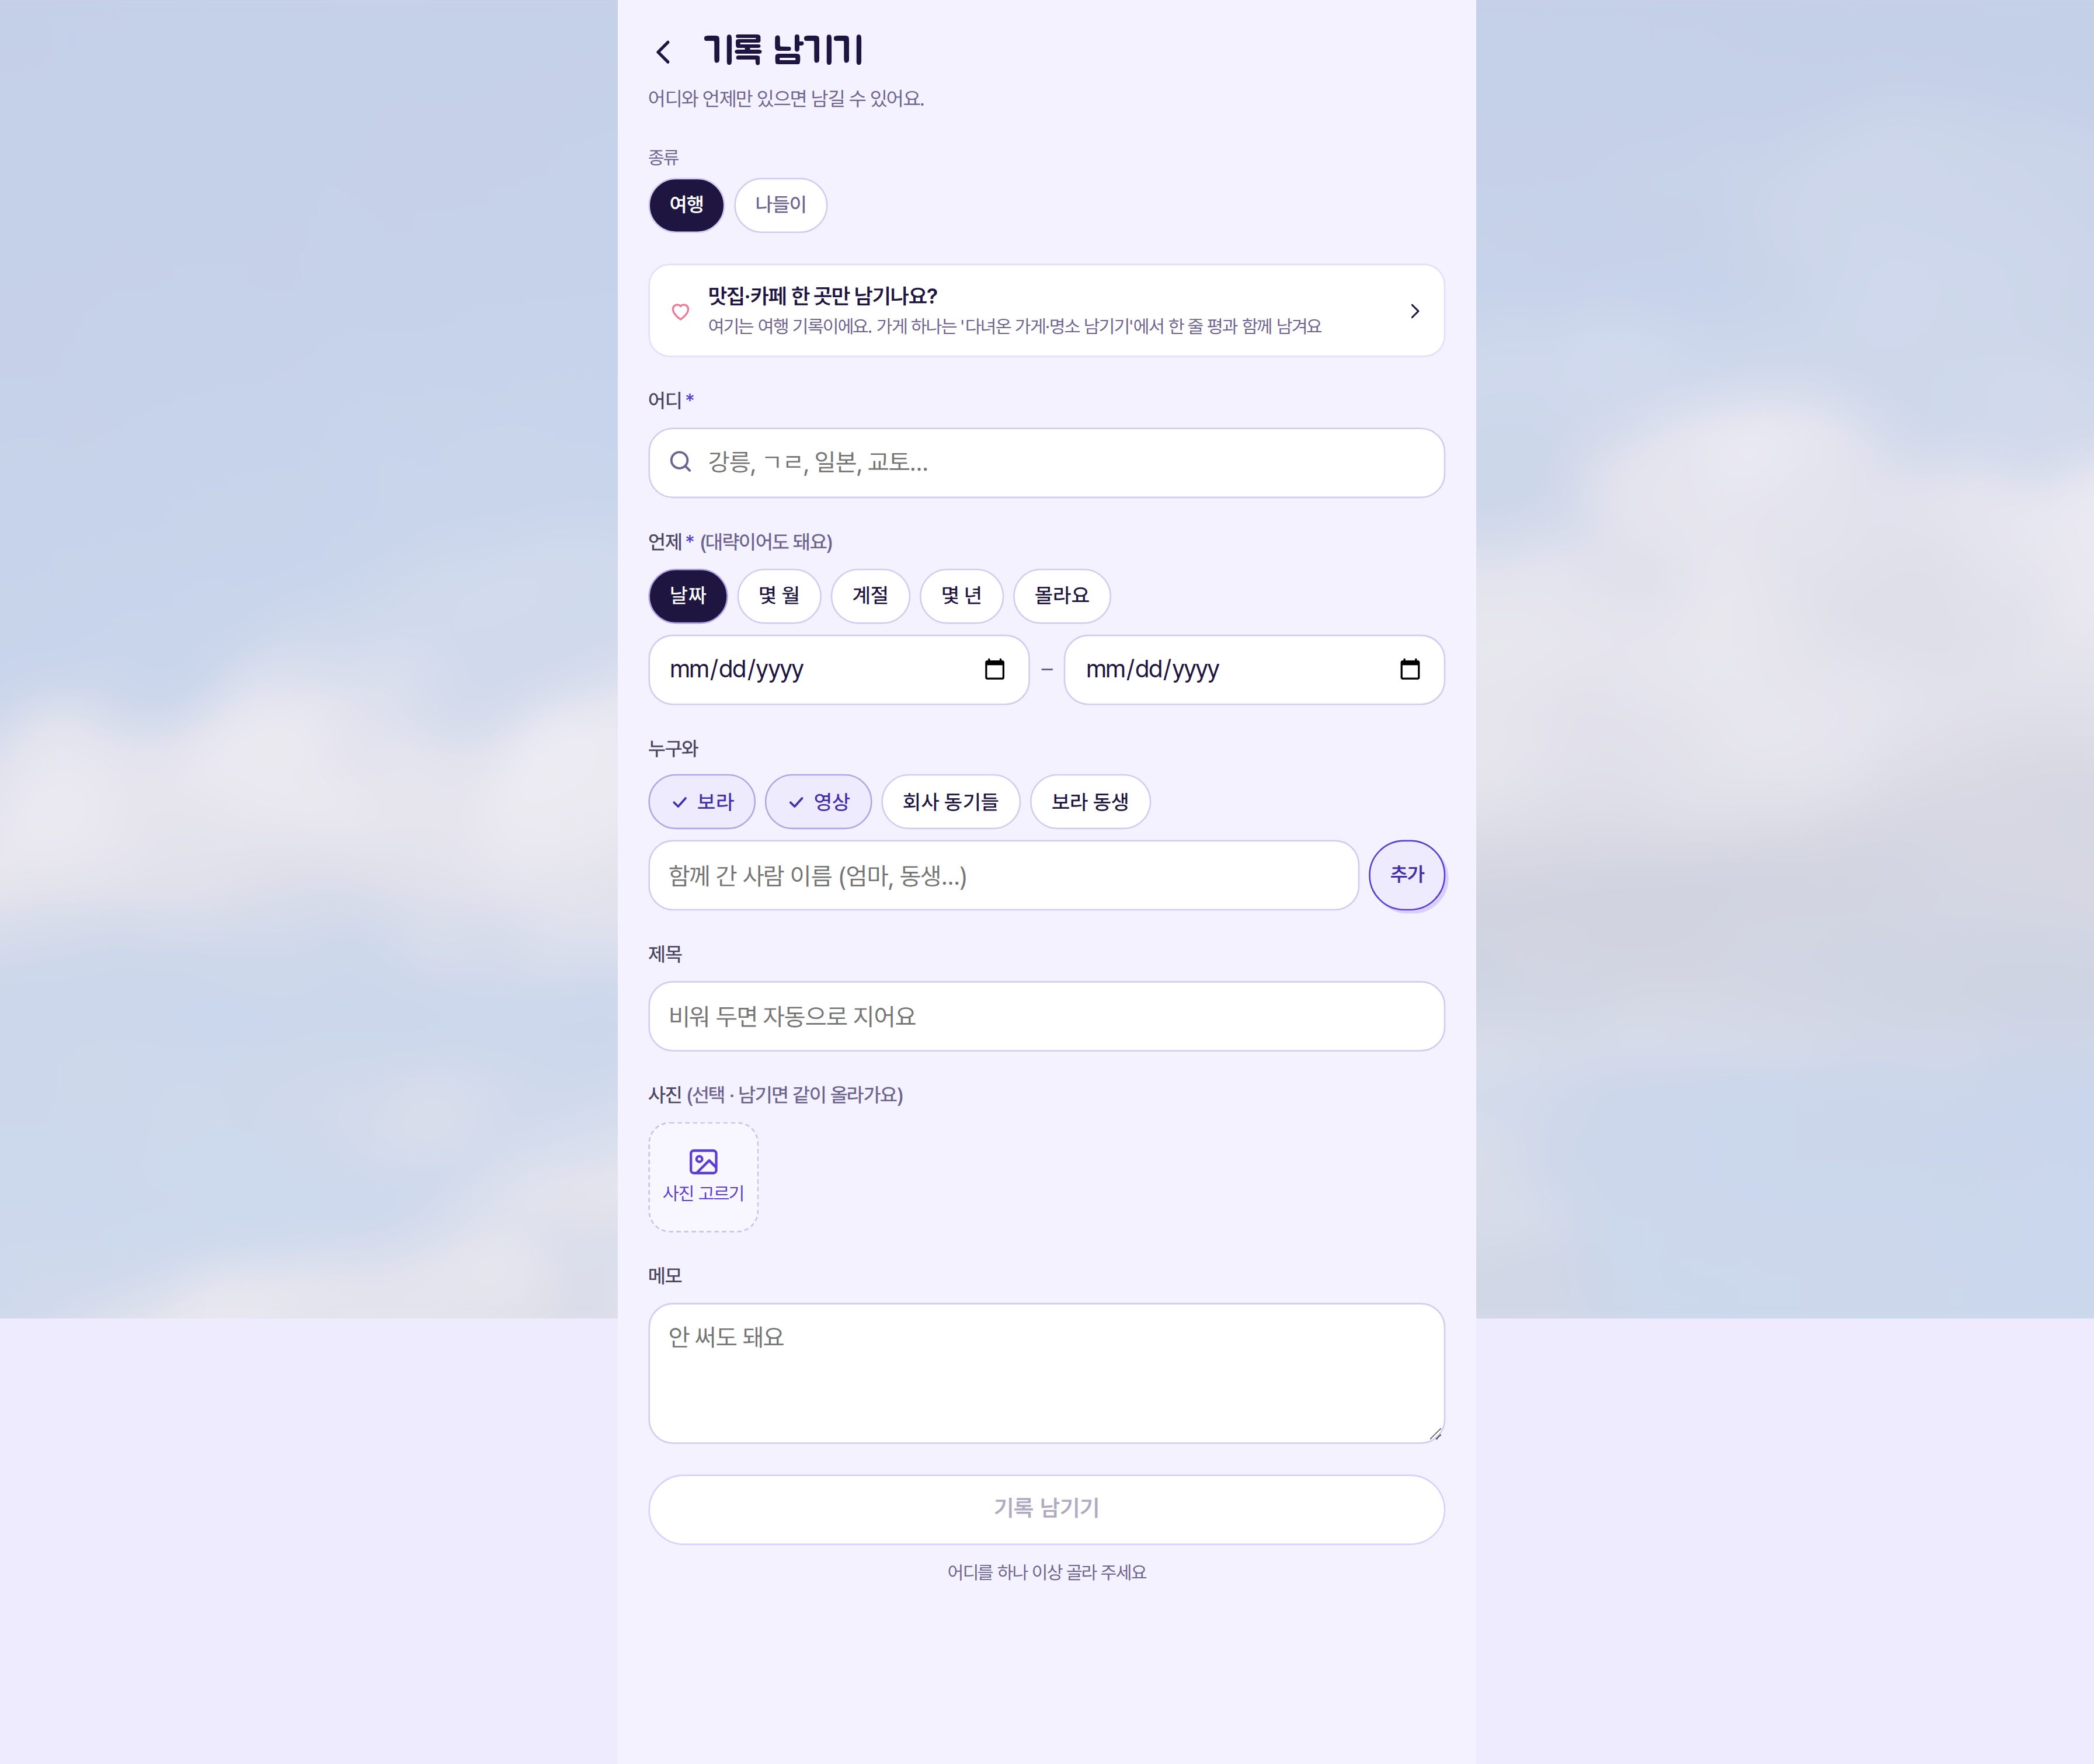 기록 남기기
어디와 언제만 있으면 남길 수 있어요.
종류
여행 나들이
맛집·카페 한 곳만 남기나요?
여기는 여행 기록이에요. 가게 하나는 '다녀온 가게·명소 남기기'에서 한 줄 평과 함께 남겨요
어디 *
강릉, ㄱㄹ, 일본, 교토...
언제 * (대략이어도 돼요)
날짜 몇 월 계절 몇 년 몰라요
mm/dd/yyyy – mm/dd/yyyy
누구와
보라 영상 회사 동기들 보라 동생
함께 간 사람 이름 (엄마, 동생...) 추가
제목
비워 두면 자동으로 지어요
사진 (선택 · 남기면 같이 올라가요)
사진 고르기
메모
안 써도 돼요
기록 남기기
어디를 하나 이상 골라 주세요